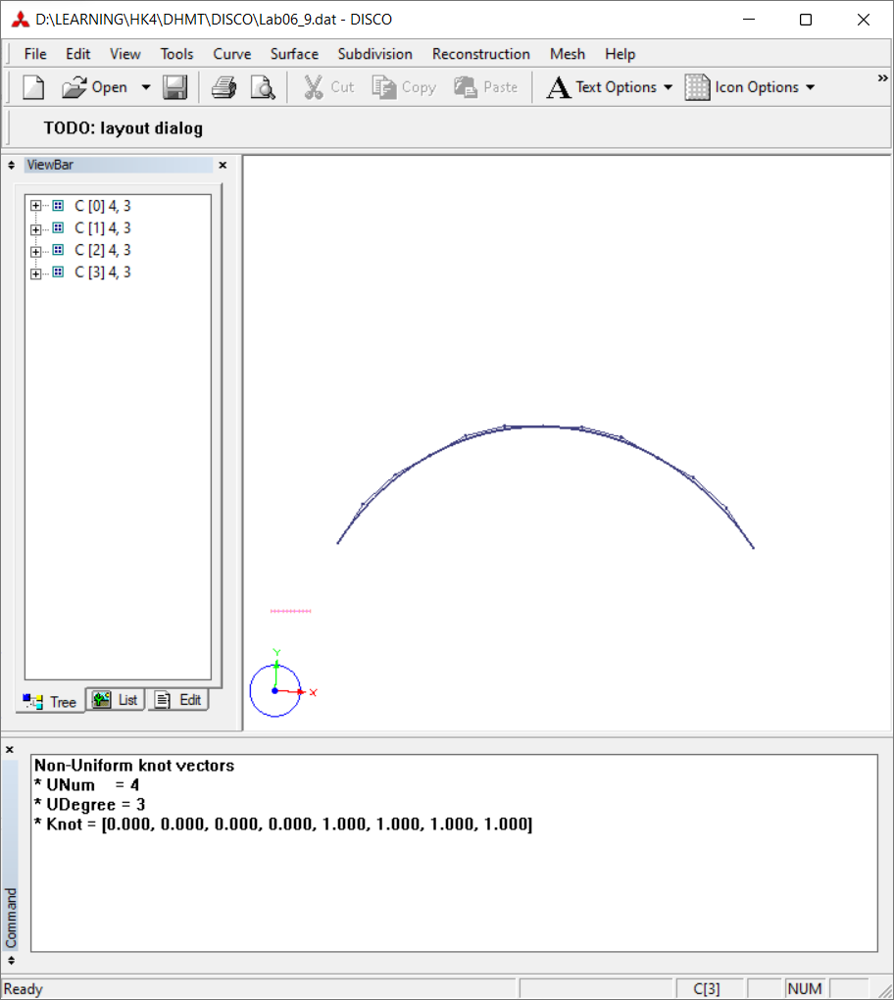 D:\LEARNING\HK4\DHMT\DISCO\Lab06_9.dat - DISCO
File Edit View Tools Curve Surface Subdivision Reconstruction Mesh Help
Open Cut Copy Paste A Text Options Icon Options »
TODO: layout dialog
ViewBar
C [0] 4, 3
C [1] 4, 3
C [2] 4, 3
C [3] 4, 3
Y
X
Tree List Edit
Non-Uniform knot vectors
* UNum = 4
* UDegree = 3
* Knot = [0.000, 0.000, 0.000, 0.000, 1.000, 1.000, 1.000, 1.000]
Command
Ready C[3] NUM